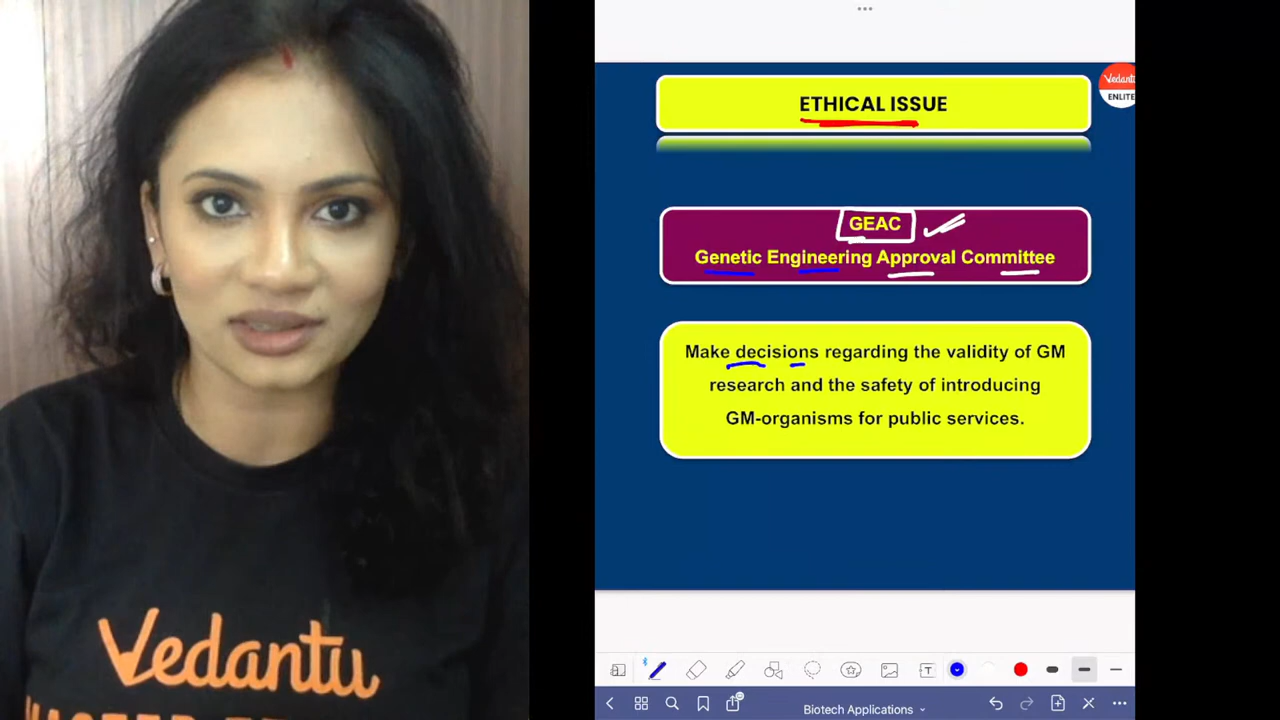 Vedantu
ETHICAL ISSUE
Vedantu
ENLITE
GEAC
Genetic Engineering Approval Committee
Make decisions regarding the validity of GM
research and the safety of introducing
GM-organisms for public services.
T
Biotech Applications